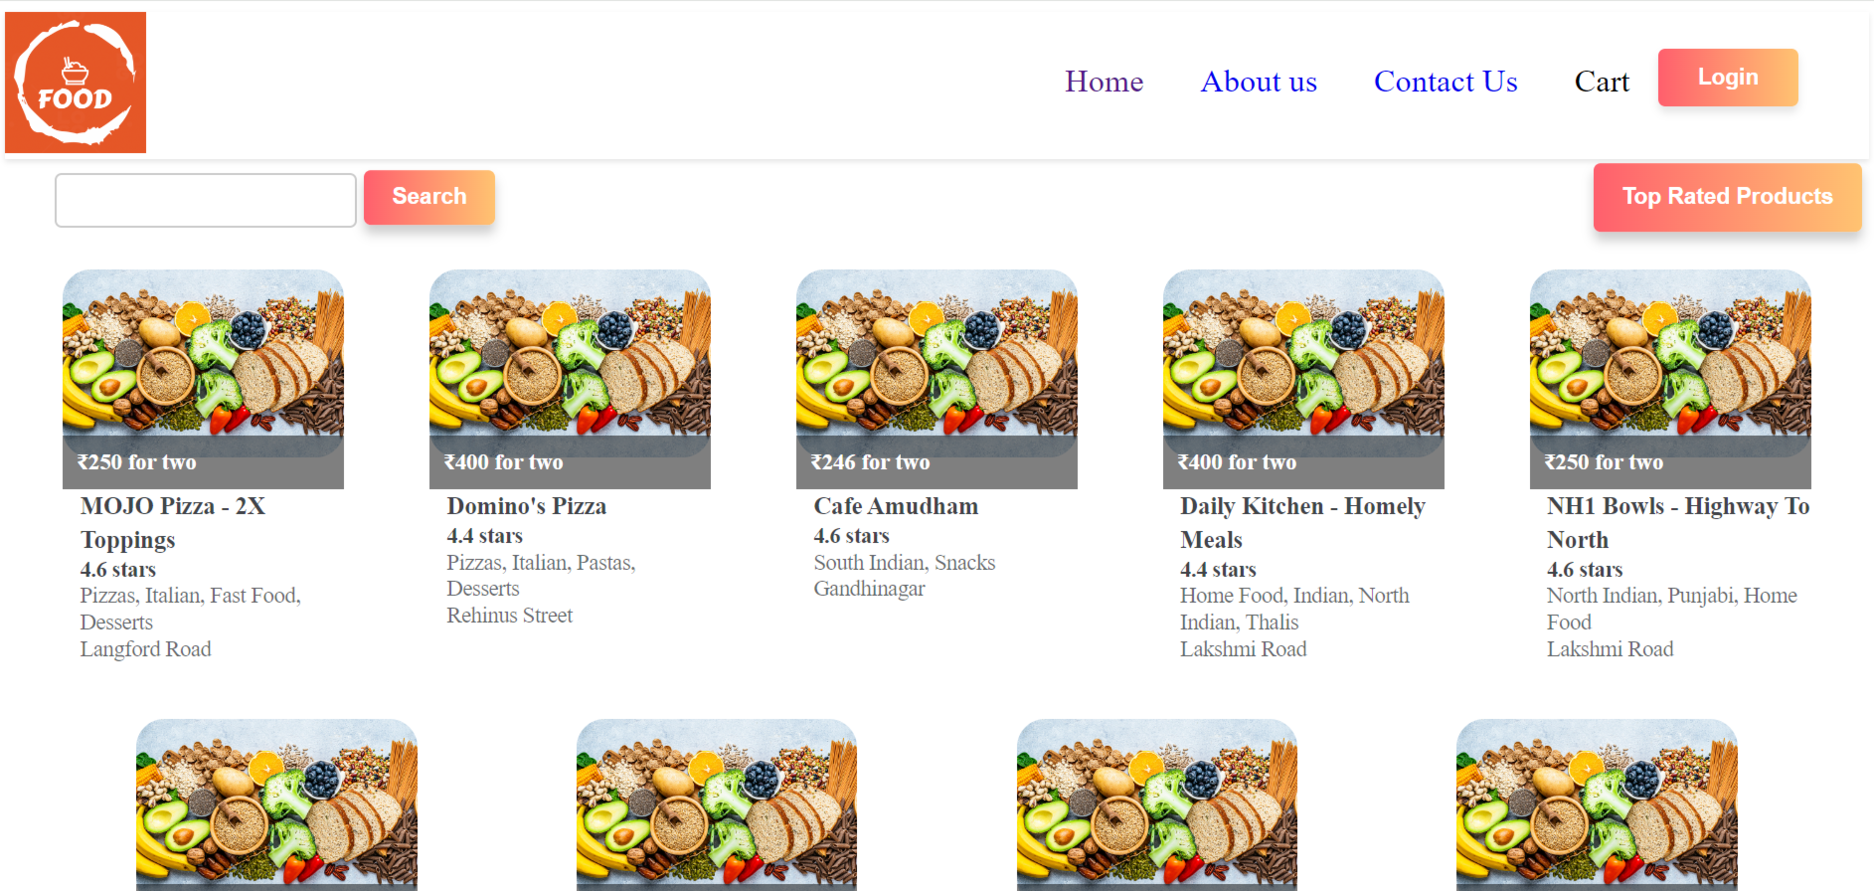 FOOD
Home
About us
Contact Us
Cart
Login
Search
Top Rated Products
₹250 for two
MOJO Pizza - 2X
Toppings
4.6 stars
Pizzas, Italian, Fast Food,
Desserts
Langford Road
₹400 for two
Domino's Pizza
4.4 stars
Pizzas, Italian, Pastas,
Desserts
Rehinus Street
₹246 for two
Cafe Amudham
4.6 stars
South Indian, Snacks
Gandhinagar
₹400 for two
Daily Kitchen - Homely
Meals
4.4 stars
Home Food, Indian, North
Indian, Thalis
Lakshmi Road
₹250 for two
NH1 Bowls - Highway To
North
4.6 stars
North Indian, Punjabi, Home
Food
Lakshmi Road